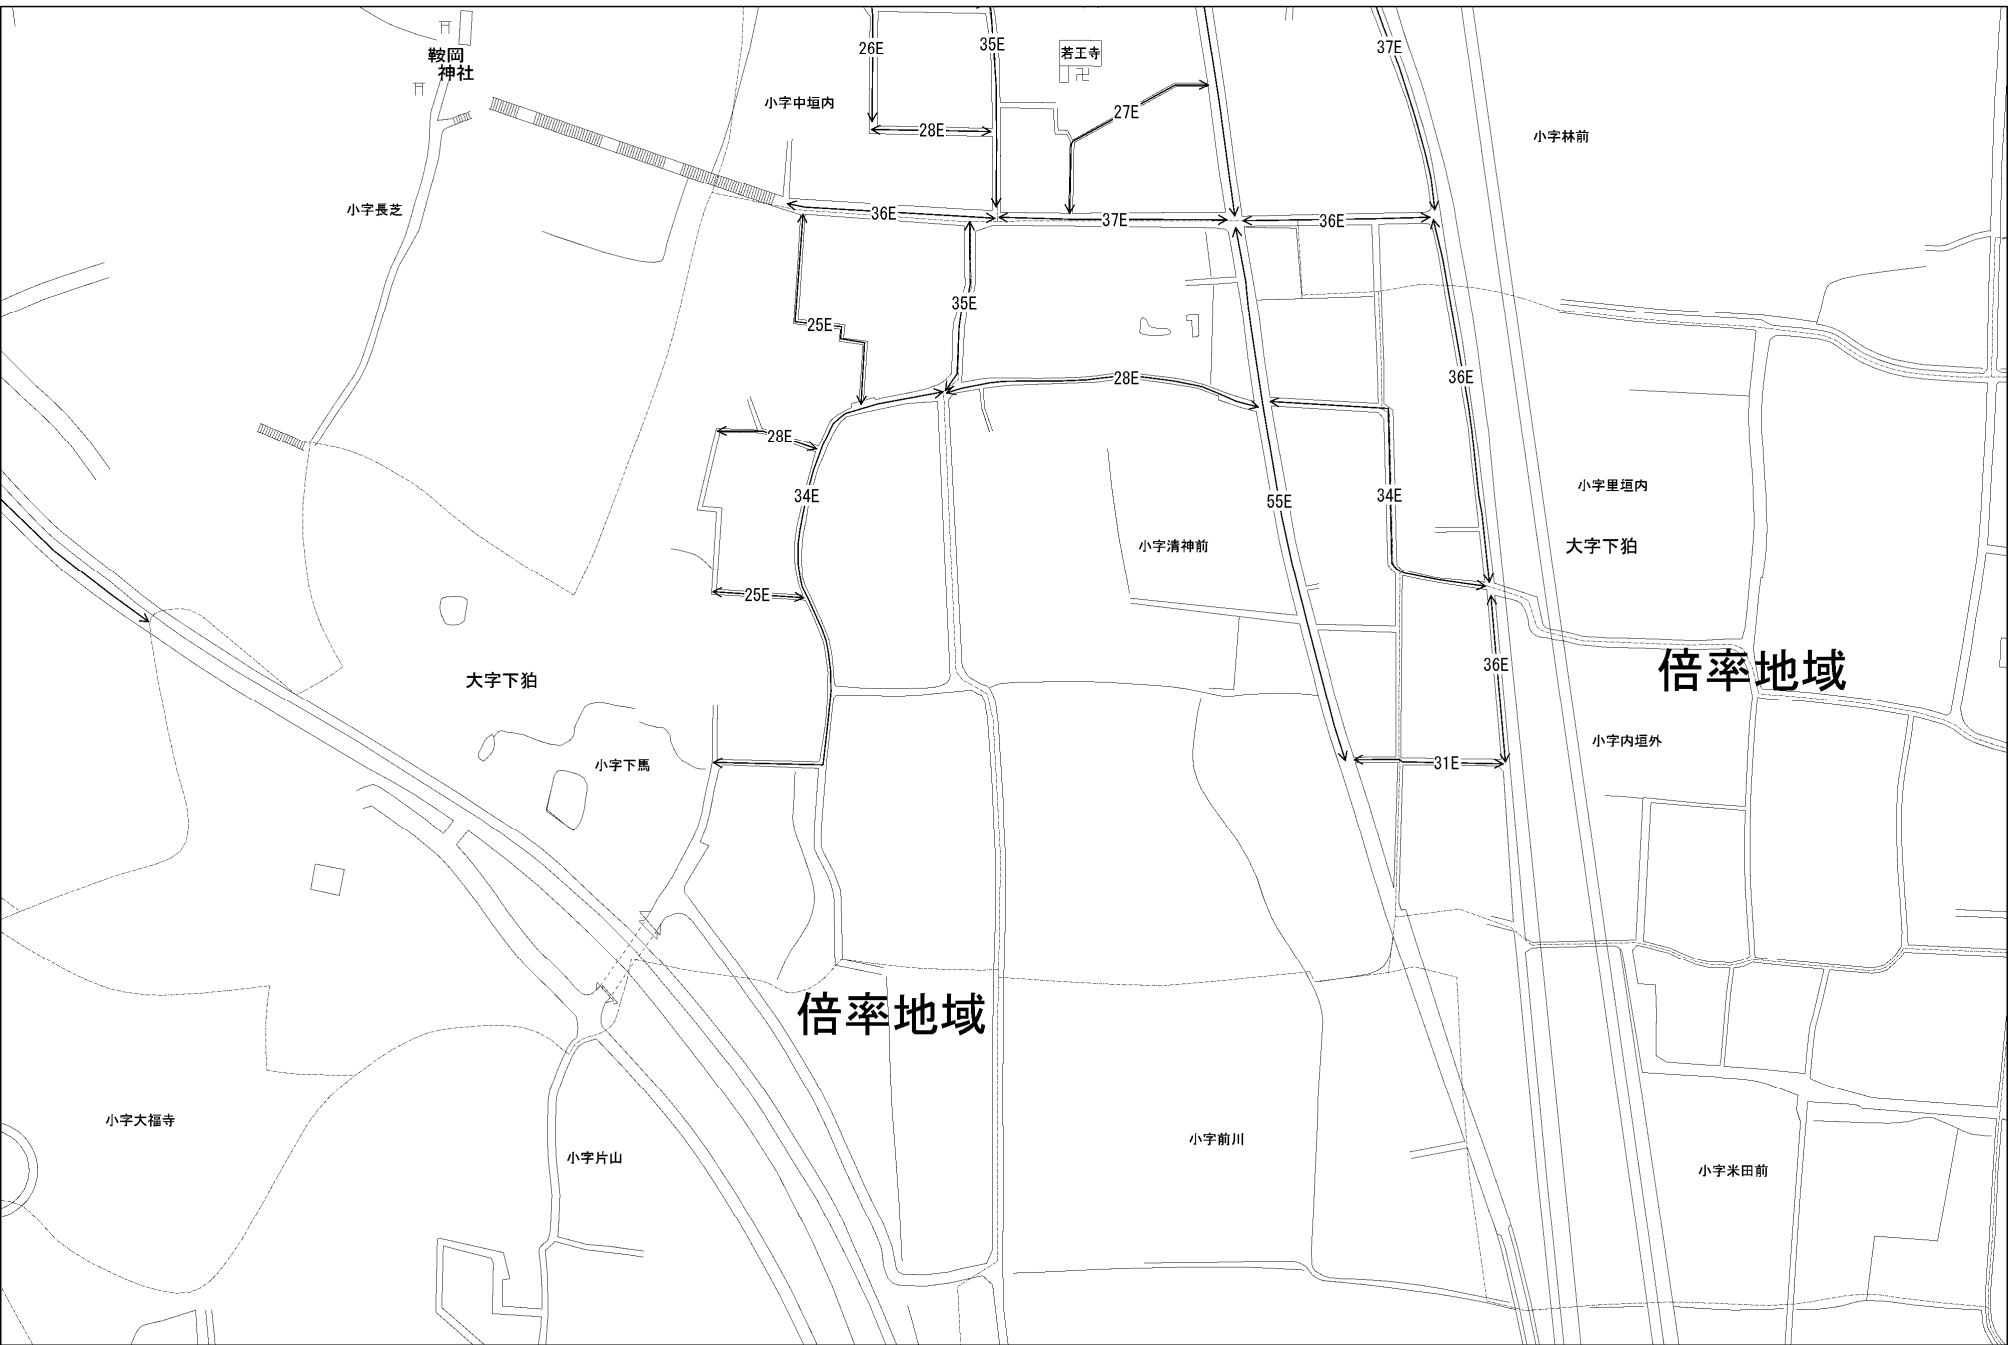 26E
35E
37E
若王寺
鞍岡
神社
小字中垣内
27E
28E
小字林前
小字長芝
36E
37E
36E
35E
25E
36E
28E
28E
34E
55E
34E
小字里垣内
小字清神前
大字下狛
25E
36E
倍率地域
大字下狛
小字内垣外
小字下馬
31E
倍率地域
小字大福寺
小字前川
小字片山
小字米田前